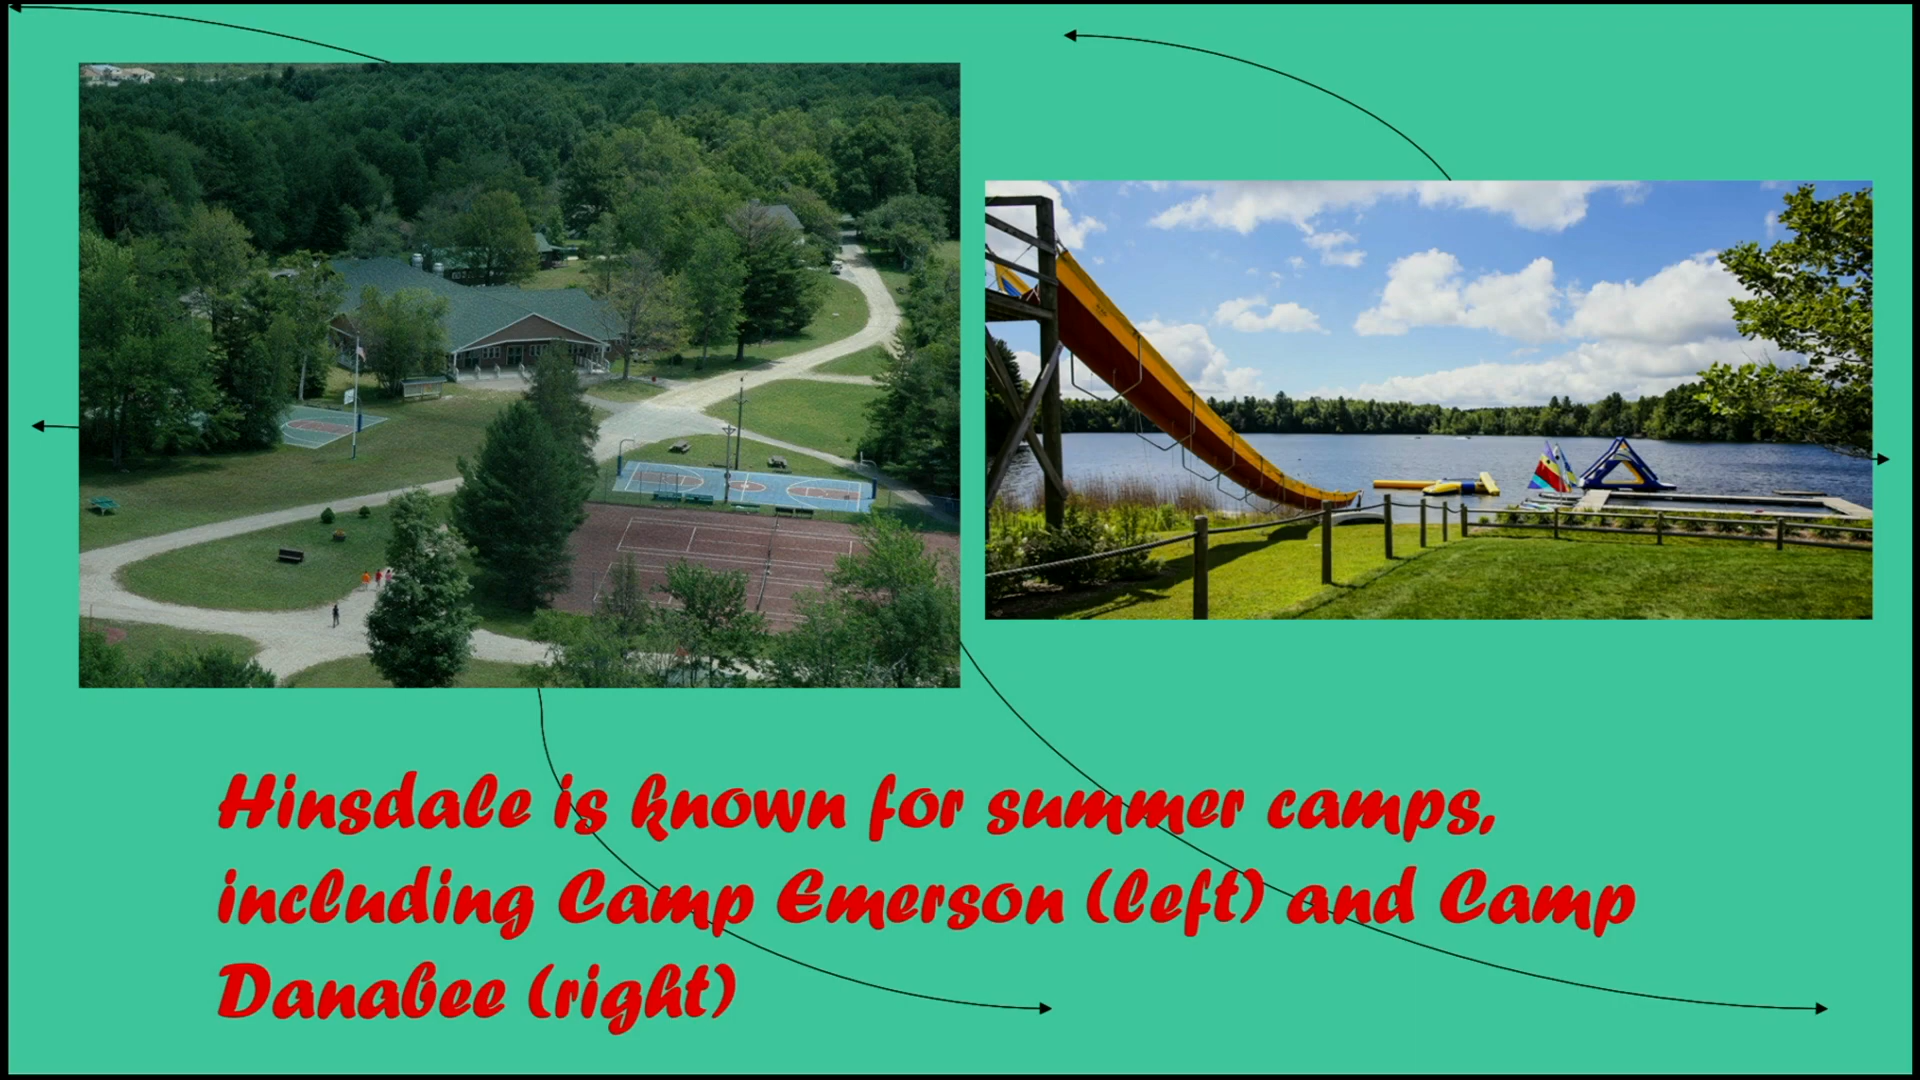 Hinsdale is known for summer camps,
including Camp Emerson (left) and Camp
Danabee (right)